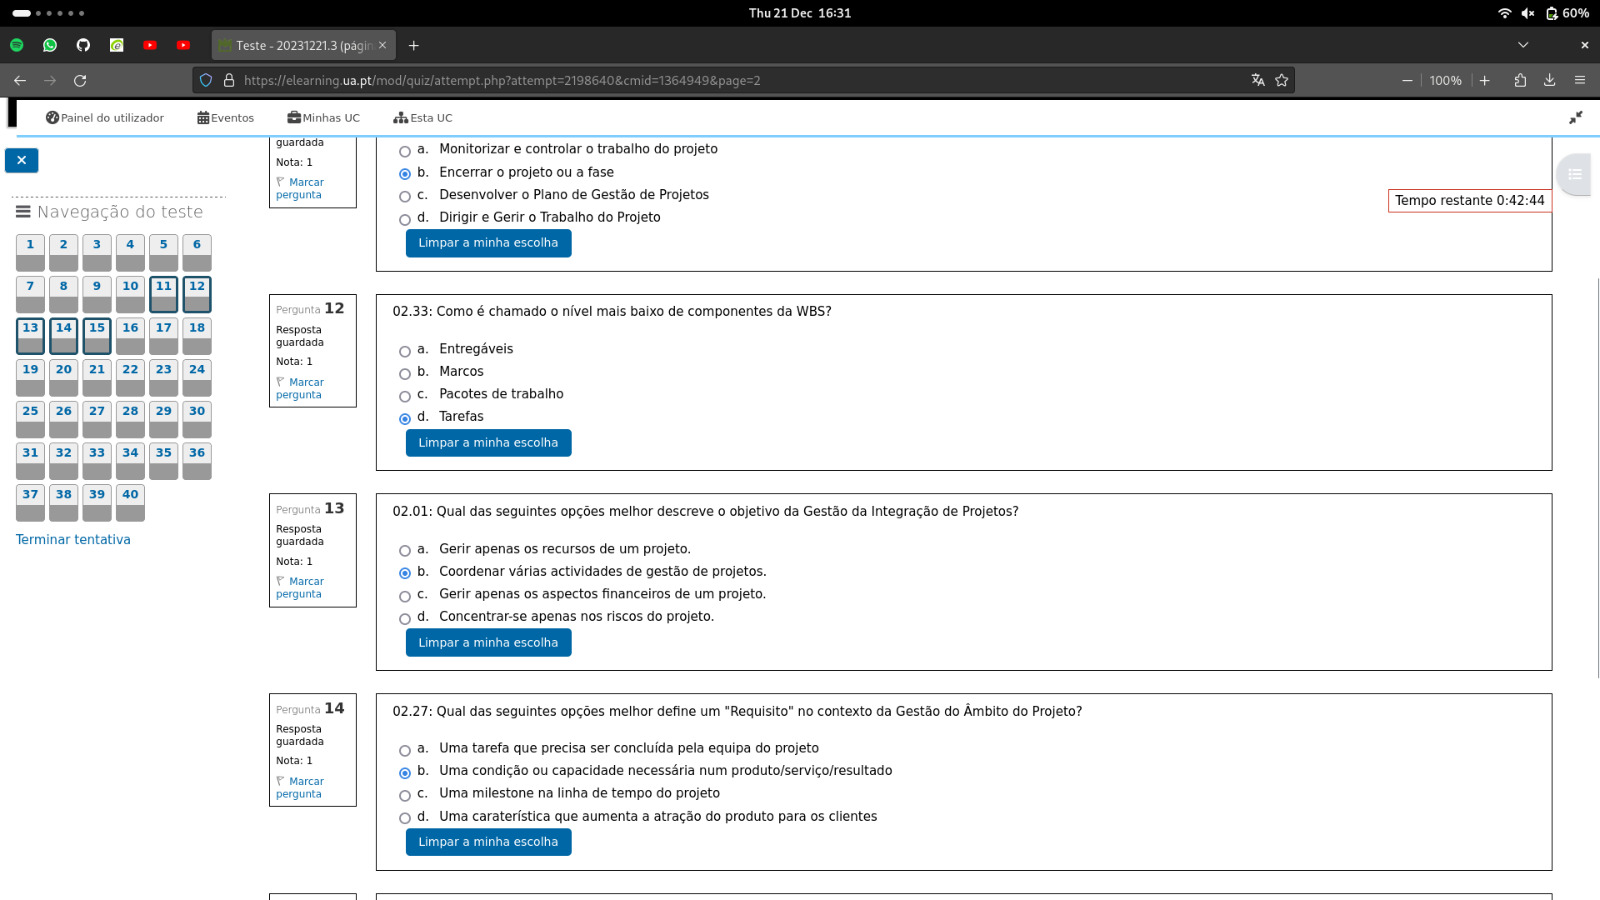 Thu 21 Dec 16:31
60%
Teste - 20231221.3 (págin
https://elearning.ua.pt/mod/quiz/attempt.php?attempt=2198640&cmid=1364949&page=2
100%
Painel do utilizador
Eventos
Minhas UC
Esta UC
Navegação do teste
1 2 3 4 5 6
7 8 9 10 11 12
13 14 15 16 17 18
19 20 21 22 23 24
25 26 27 28 29 30
31 32 33 34 35 36
37 38 39 40
Terminar tentativa
guardada
Nota: 1
Marcar
pergunta
a. Monitorizar e controlar o trabalho do projeto
b. Encerrar o projeto ou a fase
c. Desenvolver o Plano de Gestão de Projetos
d. Dirigir e Gerir o Trabalho do Projeto
Limpar a minha escolha
Tempo restante 0:42:44
Pergunta 12
Resposta
guardada
Nota: 1
Marcar
pergunta
02.33: Como é chamado o nível mais baixo de componentes da WBS?
a. Entregáveis
b. Marcos
c. Pacotes de trabalho
d. Tarefas
Limpar a minha escolha
Pergunta 13
Resposta
guardada
Nota: 1
Marcar
pergunta
02.01: Qual das seguintes opções melhor descreve o objetivo da Gestão da Integração de Projetos?
a. Gerir apenas os recursos de um projeto.
b. Coordenar várias actividades de gestão de projetos.
c. Gerir apenas os aspectos financeiros de um projeto.
d. Concentrar-se apenas nos riscos do projeto.
Limpar a minha escolha
Pergunta 14
Resposta
guardada
Nota: 1
Marcar
pergunta
02.27: Qual das seguintes opções melhor define um "Requisito" no contexto da Gestão do Âmbito do Projeto?
a. Uma tarefa que precisa ser concluída pela equipa do projeto
b. Uma condição ou capacidade necessária num produto/serviço/resultado
c. Uma milestone na linha de tempo do projeto
d. Uma caraterística que aumenta a atração do produto para os clientes
Limpar a minha escolha